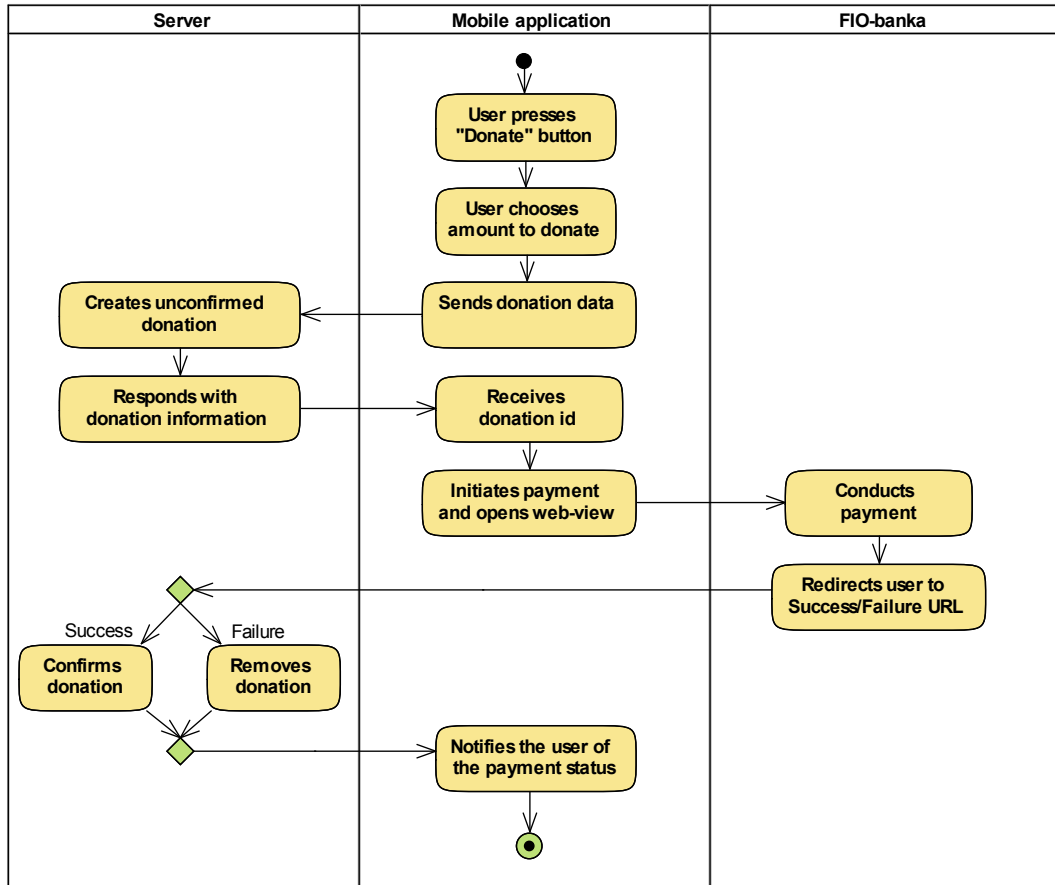 Server
Mobile application
FIO-banka
User presses
"Donate" button
User chooses
amount to donate
Creates unconfirmed
donation
Sends donation data
Responds with
donation information
Receives
donation id
Initiates payment
and opens web-view
Conducts
payment
Redirects user to
Success/Failure URL
Success
Failure
Confirms
donation
Removes
donation
Notifies the user of
the payment status